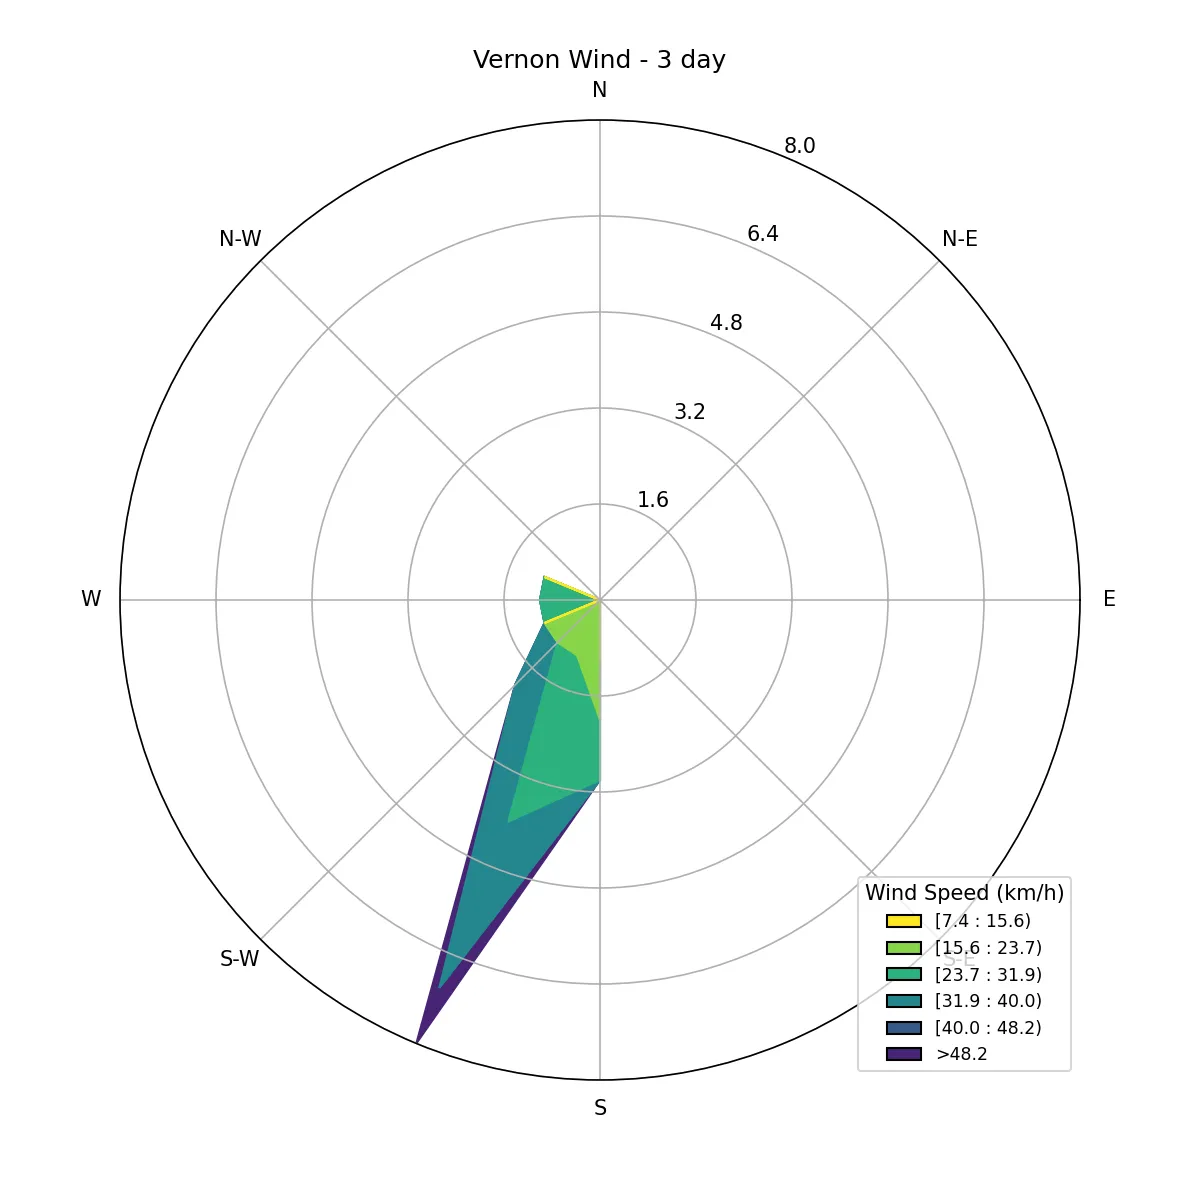 Vernon Wind - 3 day
N
8.0
6.4
N-W
N-E
4.8
3.2
1.6
W
E
Wind Speed (km/h)
[7.4 : 15.6)
[15.6 : 23.7)
S-W
S-E
[23.7 : 31.9)
[31.9 : 40.0)
[40.0 : 48.2)
>48.2
S